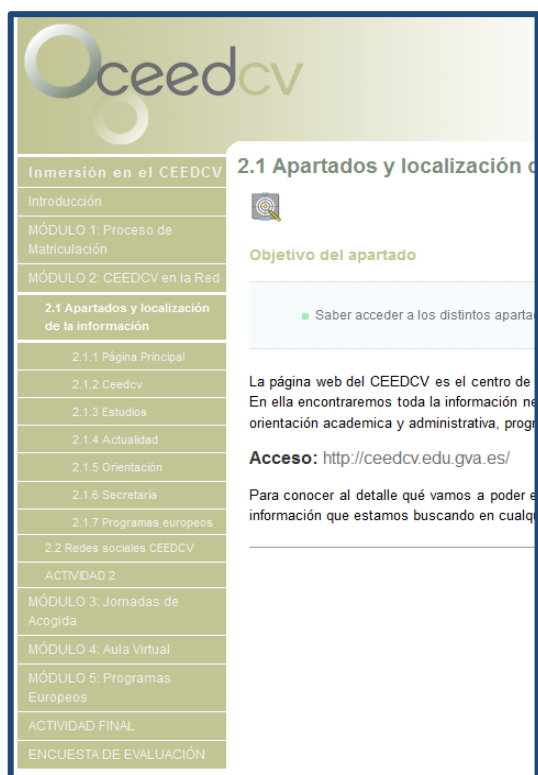 ceedcv
Inmersión en el CEEDCV
Introducción
MÓDULO 1: Proceso de
Matriculación
MÓDULO 2: CEEDCV en la Red
2.1 Apartados y localización
de la información
2.1.1 Página Principal
2.1.2 Ceedcv
2.1.3 Estudios
2.1.4 Actualidad
2.1.5 Orientación
2.1.6 Secretaría
2.1.7 Programas europeos
2.2 Redes sociales CEEDCV
ACTIVIDAD 2
MÓDULO 3: Jornadas de
Acogida
MÓDULO 4: Aula Virtual
MÓDULO 5: Programas
Europeos
ACTIVIDAD FINAL
ENCUESTA DE EVALUACIÓN
2.1 Apartados y localización
Objetivo del apartado
Saber acceder a los distintos
La página web del CEEDCV es el centro de
En ella encontraremos toda la información
orientación academica y administrativa,
Acceso: http://ceedcv.edu.gva.es/
Para conocer al detalle qué vamos a poder
información que estamos buscando en